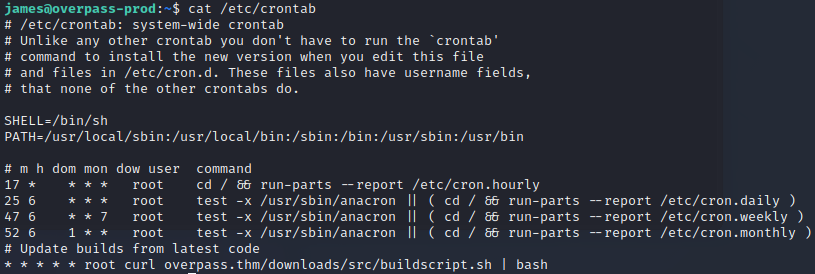 james@overpass-prod:~$ cat /etc/crontab
# /etc/crontab: system-wide crontab
# Unlike any other crontab you don't have to run the `crontab'
# command to install the new version when you edit this file
# and files in /etc/cron.d. These files also have username fields,
# that none of the other crontabs do.

SHELL=/bin/sh
PATH=/usr/local/sbin:/usr/local/bin:/sbin:/bin:/usr/sbin:/usr/bin

# m h dom mon dow user  command
17 *    * * *   root    cd / && run-parts --report /etc/cron.hourly
25 6    * * *   root    test -x /usr/sbin/anacron || ( cd / && run-parts --report /etc/cron.daily )
47 6    * * 7   root    test -x /usr/sbin/anacron || ( cd / && run-parts --report /etc/cron.weekly )
52 6    1 * *   root    test -x /usr/sbin/anacron || ( cd / && run-parts --report /etc/cron.monthly )
# Update builds from latest code
* * * * * root curl overpass.thm/downloads/src/buildscript.sh | bash